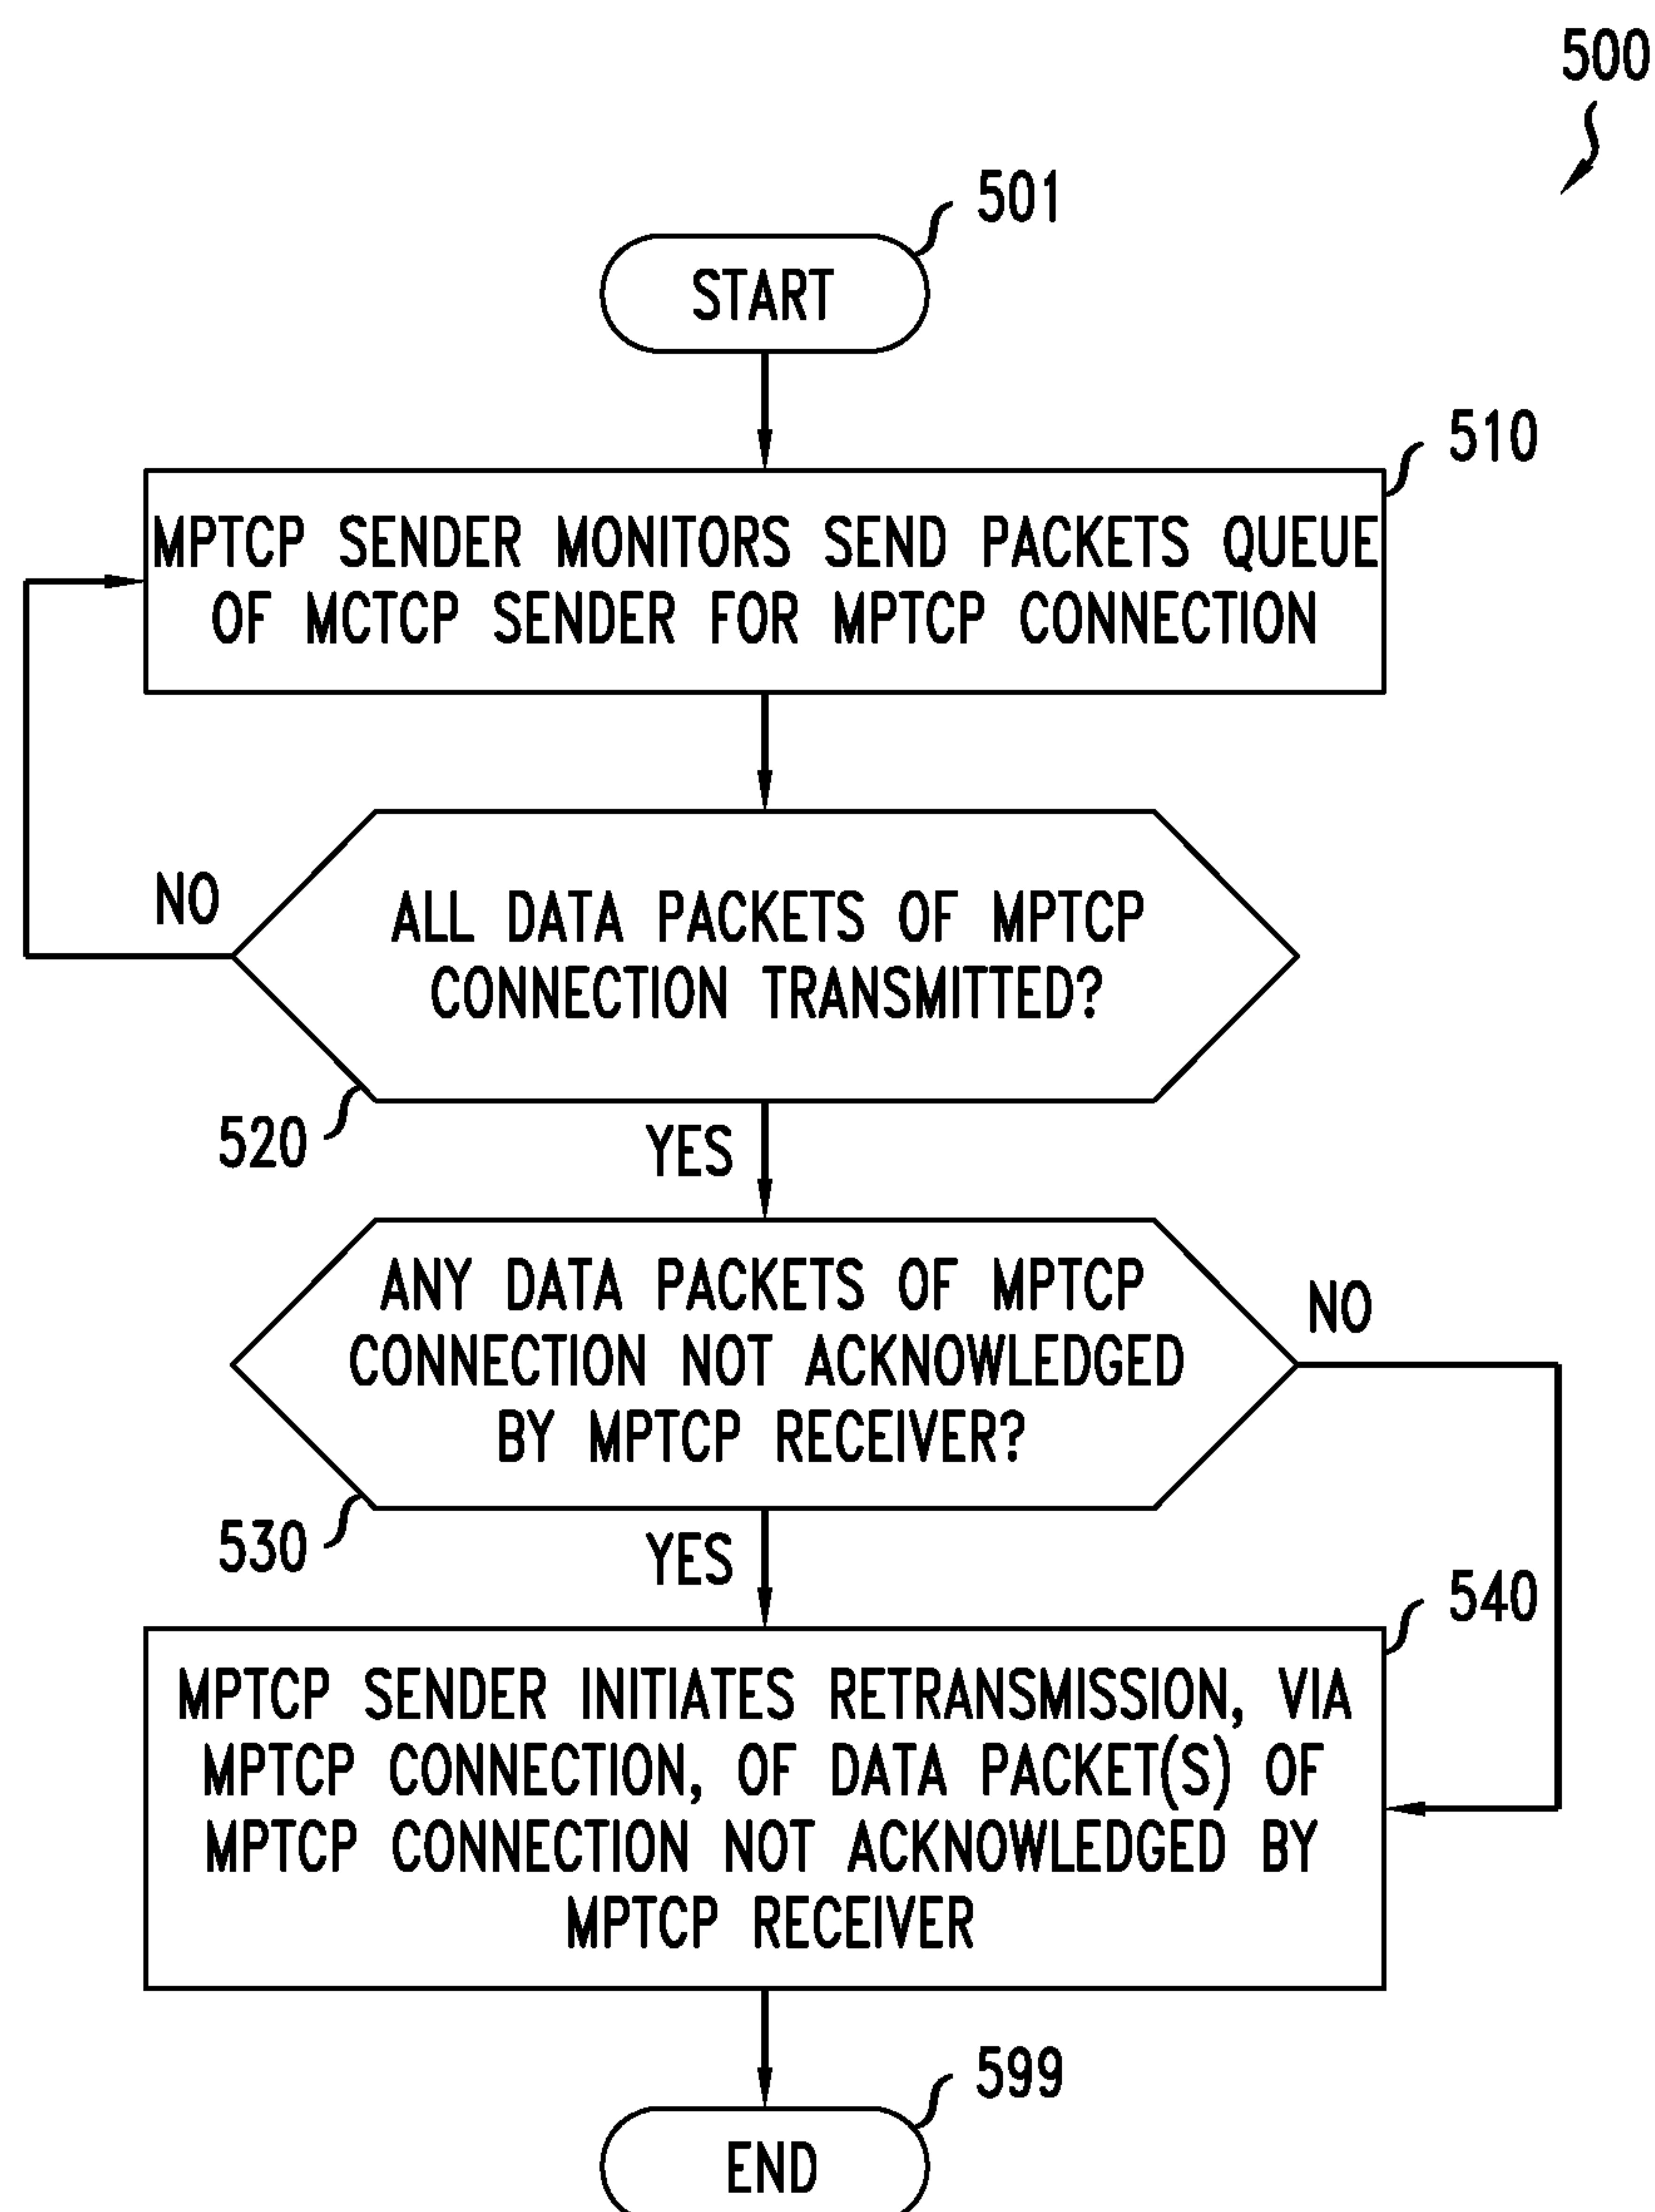 500
501
START
510
MPTCP SENDER MONITORS SEND PACKETS QUEUE
OF MCTCP SENDER FOR MPTCP CONNECTION
NO
ALL DATA PACKETS OF MPTCP
CONNECTION TRANSMITTED?
520
YES
ANY DATA PACKETS OF MPTCP
CONNECTION NOT ACKNOWLEDGED
BY MPTCP RECEIVER?
NO
530
YES
540
MPTCP SENDER INITIATES RETRANSMISSION, VIA
MPTCP CONNECTION, OF DATA PACKET(S) OF
MPTCP CONNECTION NOT ACKNOWLEDGED BY
MPTCP RECEIVER
599
END